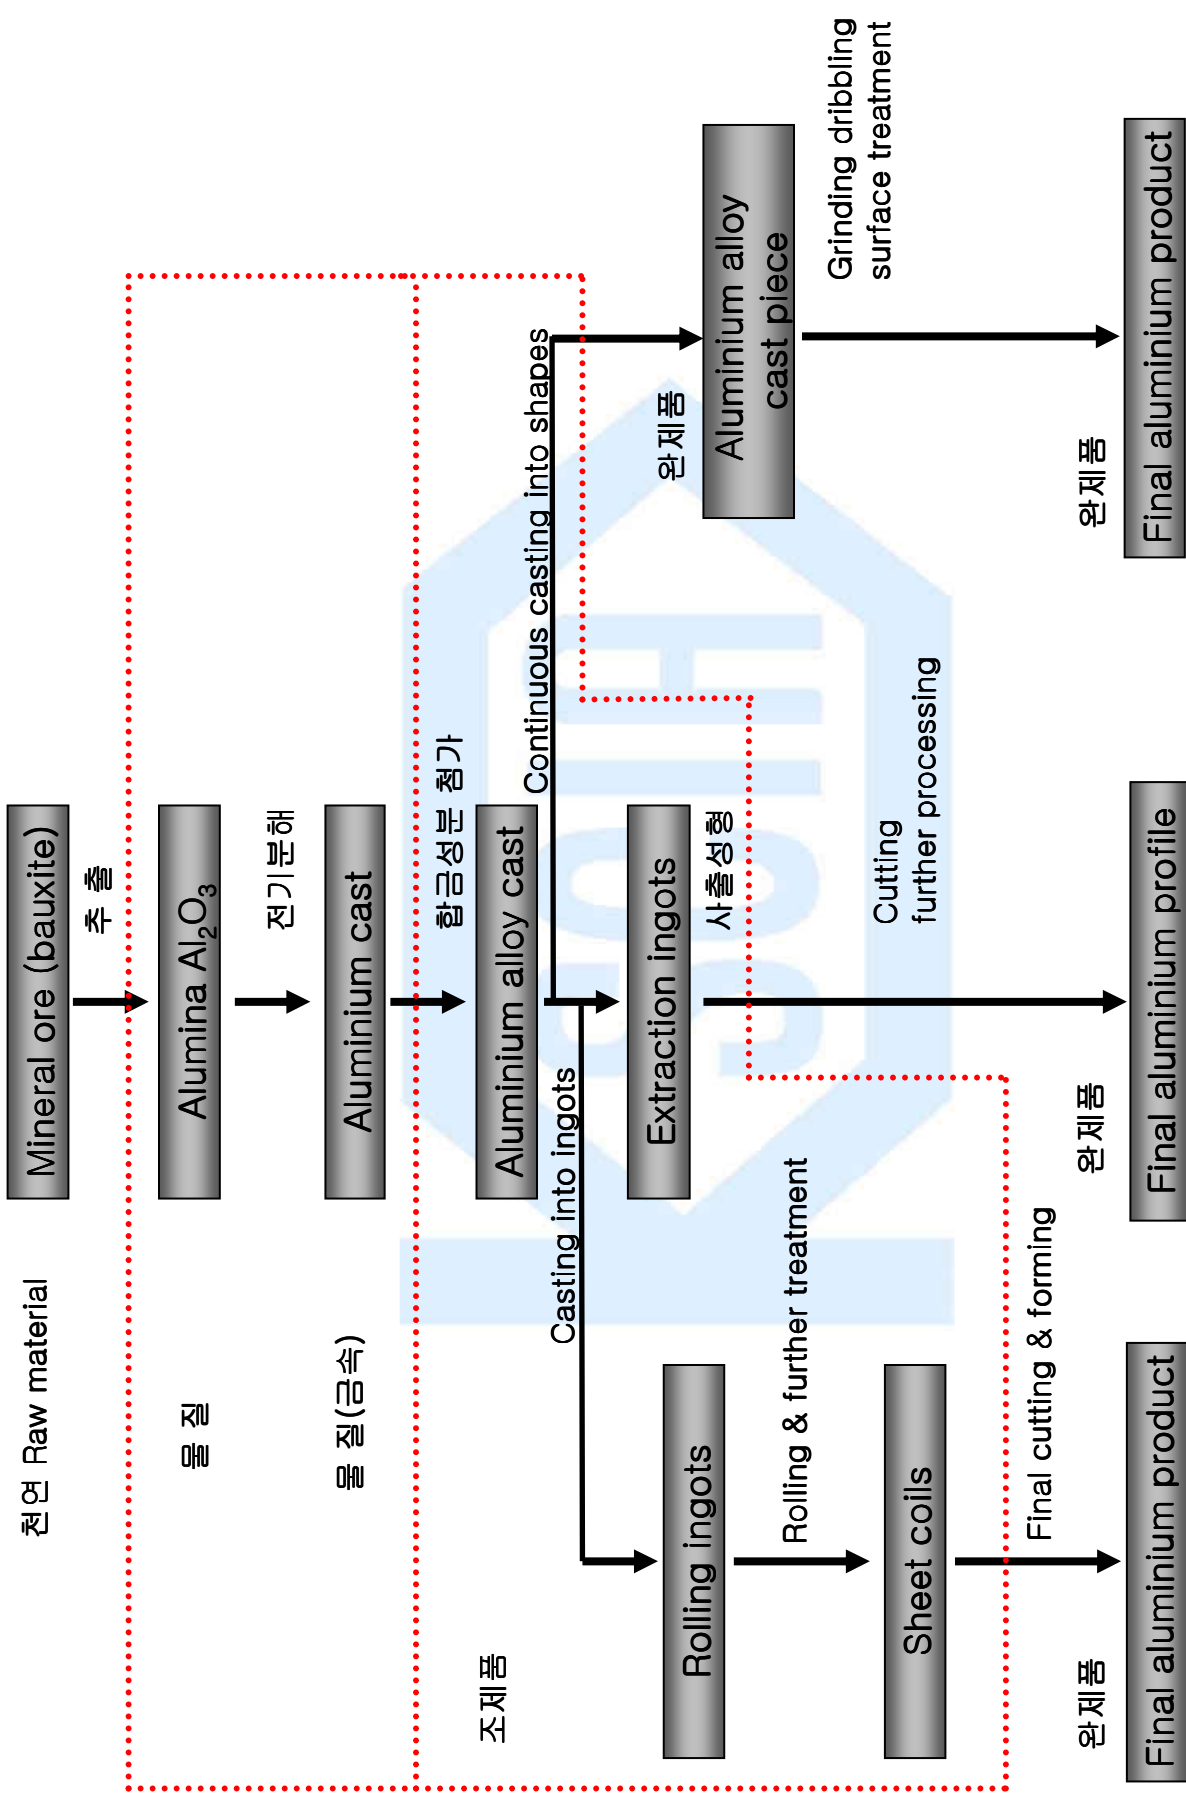 천연 Raw material
Mineral ore (bauxite)
추 출
물 질
Alumina Al₂O₃
전기분해
물 질(금속)
Aluminium cast
합금성분 첨가
조제품
Aluminium alloy cast
Continuous casting into shapes
Casting into ingots
Extraction ingots
완제품
Rolling ingots
사출성형
Aluminium alloy
cast piece
Rolling & further treatment
Grinding dribbling
surface treatment
Cutting
further processing
Sheet coils
Final cutting & forming
완제품
완제품
완제품
Final aluminium product
Final aluminium profile
Final aluminium product